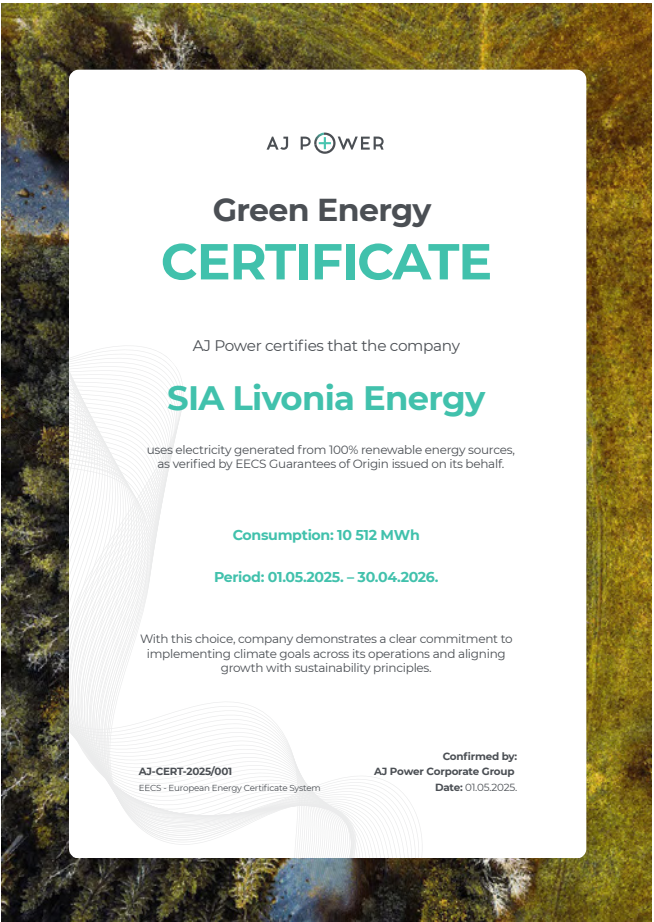 AJ POWER
Green Energy
CERTIFICATE
AJ Power certifies that the company
SIA Livonia Energy
uses electricity generated from 100% renewable energy sources,
as verified by EECS Guarantees of Origin issued on its behalf.
Consumption: 10 512 MWh
Period: 01.05.2025. – 30.04.2026.
With this choice, company demonstrates a clear commitment to
implementing climate goals across its operations and aligning
growth with sustainability principles.
Confirmed by:
AJ-CERT-2025/001 AJ Power Corporate Group
EECS - European Energy Certificate System Date: 01.05.2025.